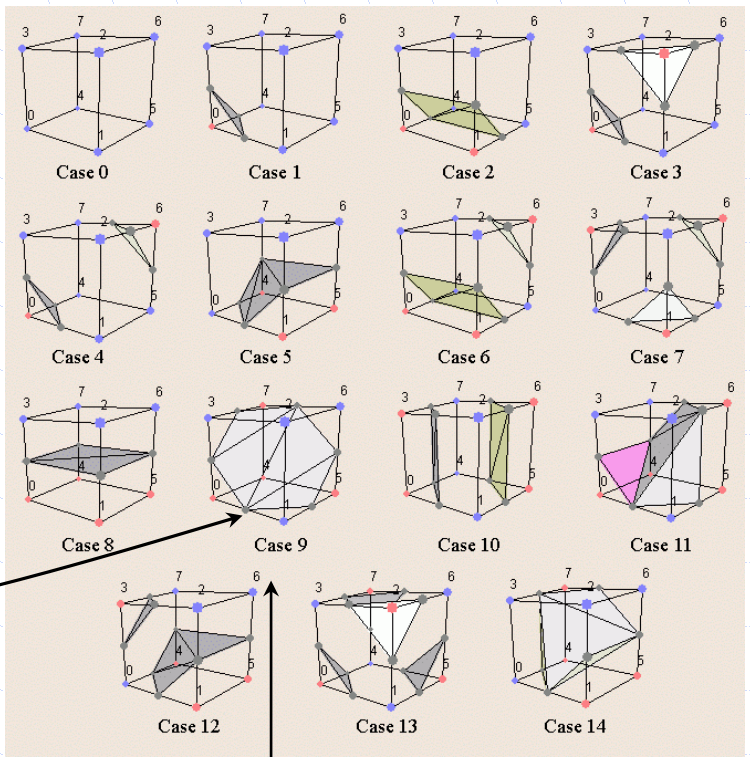 3 7 2 6
0 4 5
1
Case 0
3 7 2 6
0 4 5
1
Case 1
3 7 2 6
0 4 5
1
Case 2
3 7 2 6
0 4 5
1
Case 3
3 7 2 6
0 4 5
1
Case 4
3 7 2 6
0 4 5
1
Case 5
3 7 2 6
0 4 5
1
Case 6
3 7 2 6
0 4 5
1
Case 7
3 7 2 6
0 4 5
1
Case 8
3 7 2 6
0 4 5
1
Case 9
3 7 2 6
0 4 5
1
Case 10
3 7 2 6
0 4 5
1
Case 11
3 7 2 6
0 4 5
1
Case 12
3 7 2 6
0 4 5
1
Case 13
3 7 2 6
0 4 5
1
Case 14